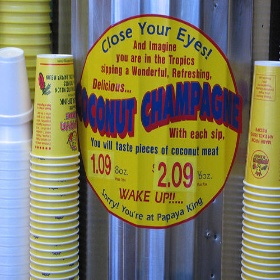 Close Your Eyes!
And Imagine
you are in the Tropics
sipping a Wonderful, Refreshing,
Delicious...
COCONUT CHAMPAGNE
With each sip,
You will taste pieces of coconut meat
1.09 8oz. 2.09
WAKE UP!!....
Sorry! You're at Papaya King